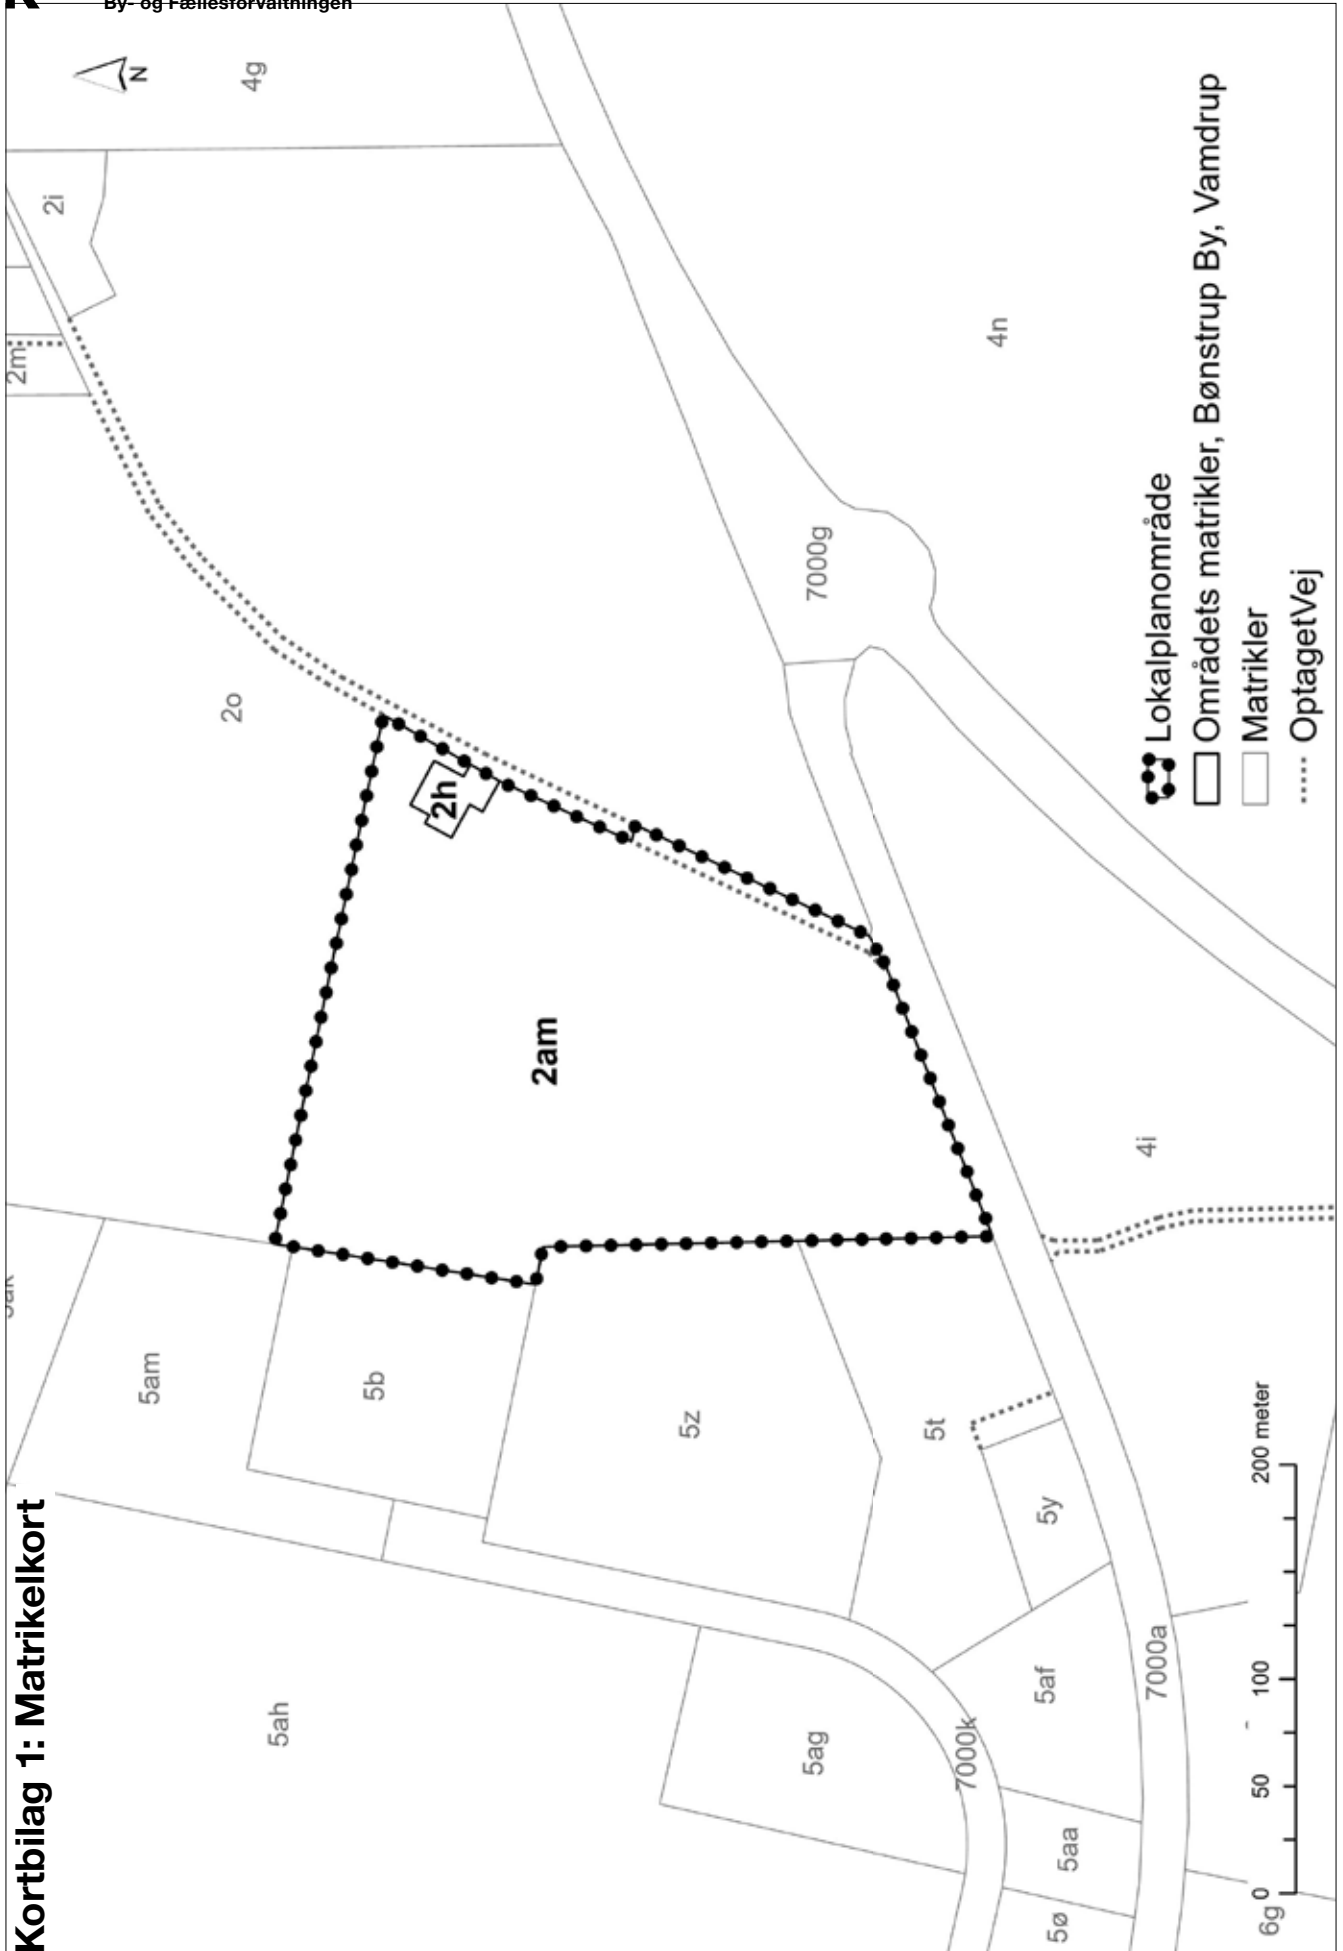 By- og Fællesforvaltningen
Kortbilag 1: Matrikelkort
N
4g
2i
2m
2o
2h
2am
4n
7000g
4i
5am
5b
5z
5t
5y
5ah
5ag
7000k
5af
7000a
5aa
5ø
6g
Lokalplanområde
Områdets matrikler, Bønstrup By, Vamdrup
Matrikler
OptagetVej
0 50 100 200 meter